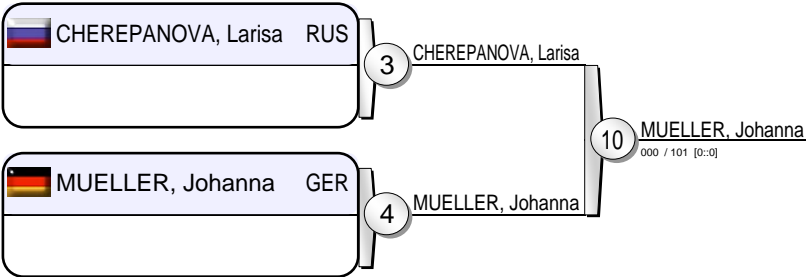 CHEREPANOVA, Larisa RUS
3
CHEREPANOVA, Larisa
10
MUELLER, Johanna
000 / 101 [0::0]
MUELLER, Johanna GER
4
MUELLER, Johanna